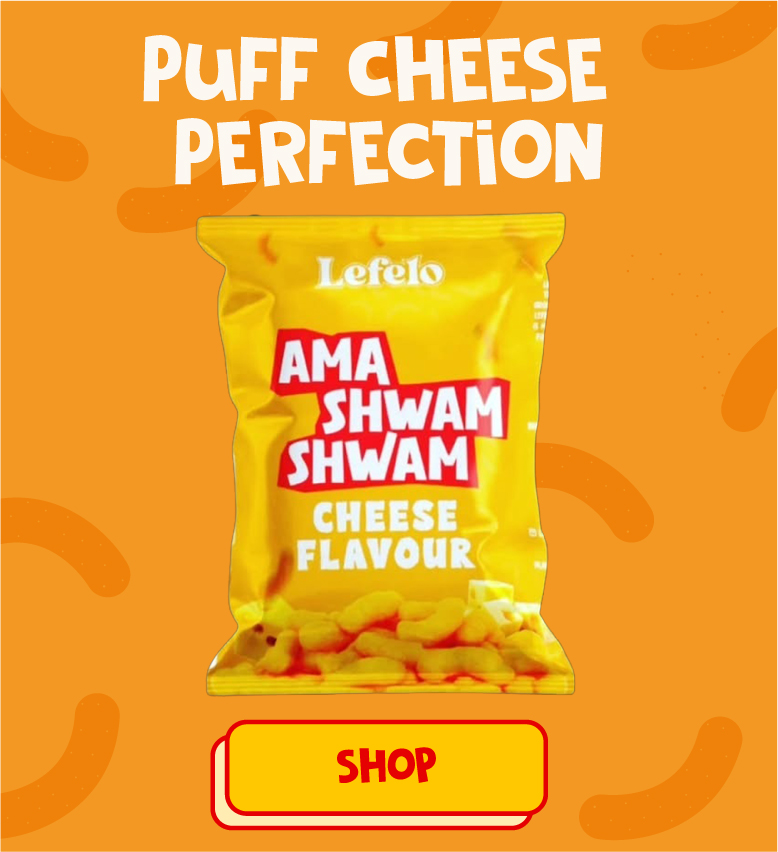 PUFF CHEESE
PERFECTION
Lefelo
AMA
SHWAM
SHWAM
CHEESE
FLAVOUR
SHOP